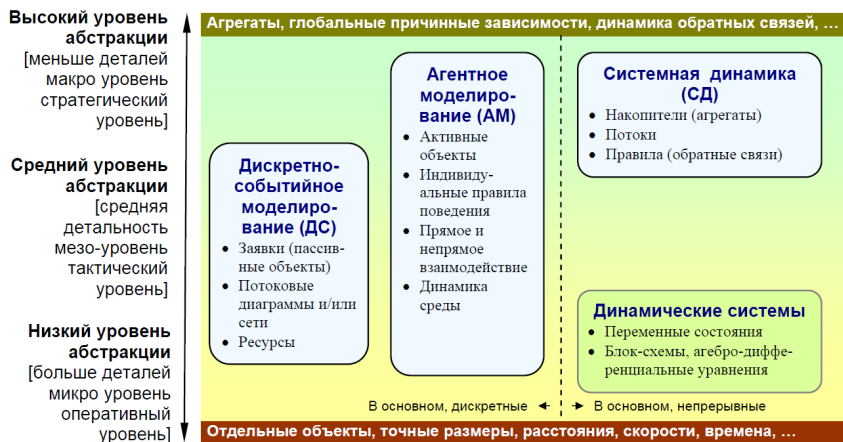 Высокий уровень
абстракции
[меньше деталей
макро уровень
стратегический
уровень]
Средний уровень
абстракции
[средняя
детальность
мезо-уровень
тактический
уровень]
Низкий уровень
абстракции
[больше деталей
микро уровень
оперативный
уровень]
Агрегаты, глобальные причинные зависимости, динамика обратных связей, …
Дискретно-
событийное
моделиро-
вание (ДС)
• Заявки (пассив-
ные объекты)
• Потоковые
диаграммы и/или
сети
• Ресурсы
Агентное
моделиро-
вание (АМ)
• Активные
объекты
• Индивиду-
альные правила
поведения
• Прямое и
непрямое
взаимодействие
• Динамика
среды
Системная динамика
(СД)
• Накопители (агрегаты)
• Потоки
• Правила (обратные связи)
Динамические системы
• Переменные состояния
• Блок-схемы, агебро-диффе-
ренциальные уравнения
В основном, дискретные
В основном, непрерывные
Отдельные объекты, точные размеры, расстояния, скорости, времена, …